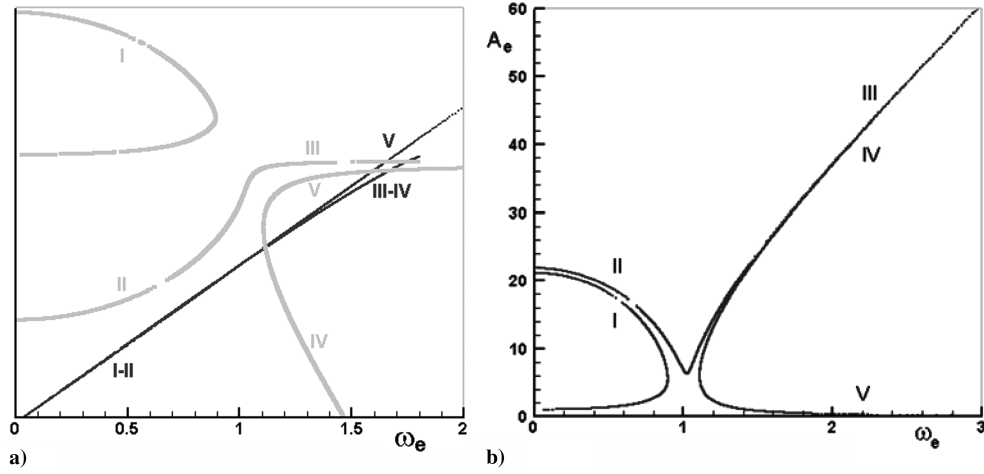 I
III
V
V
III-IV
II
IV
I-II
0 0.5 1 1.5 2
ωe
a)
60
Ae
50
40
30
20
10
0
III
IV
II
I
V
0 1 2 3
ωe
b)